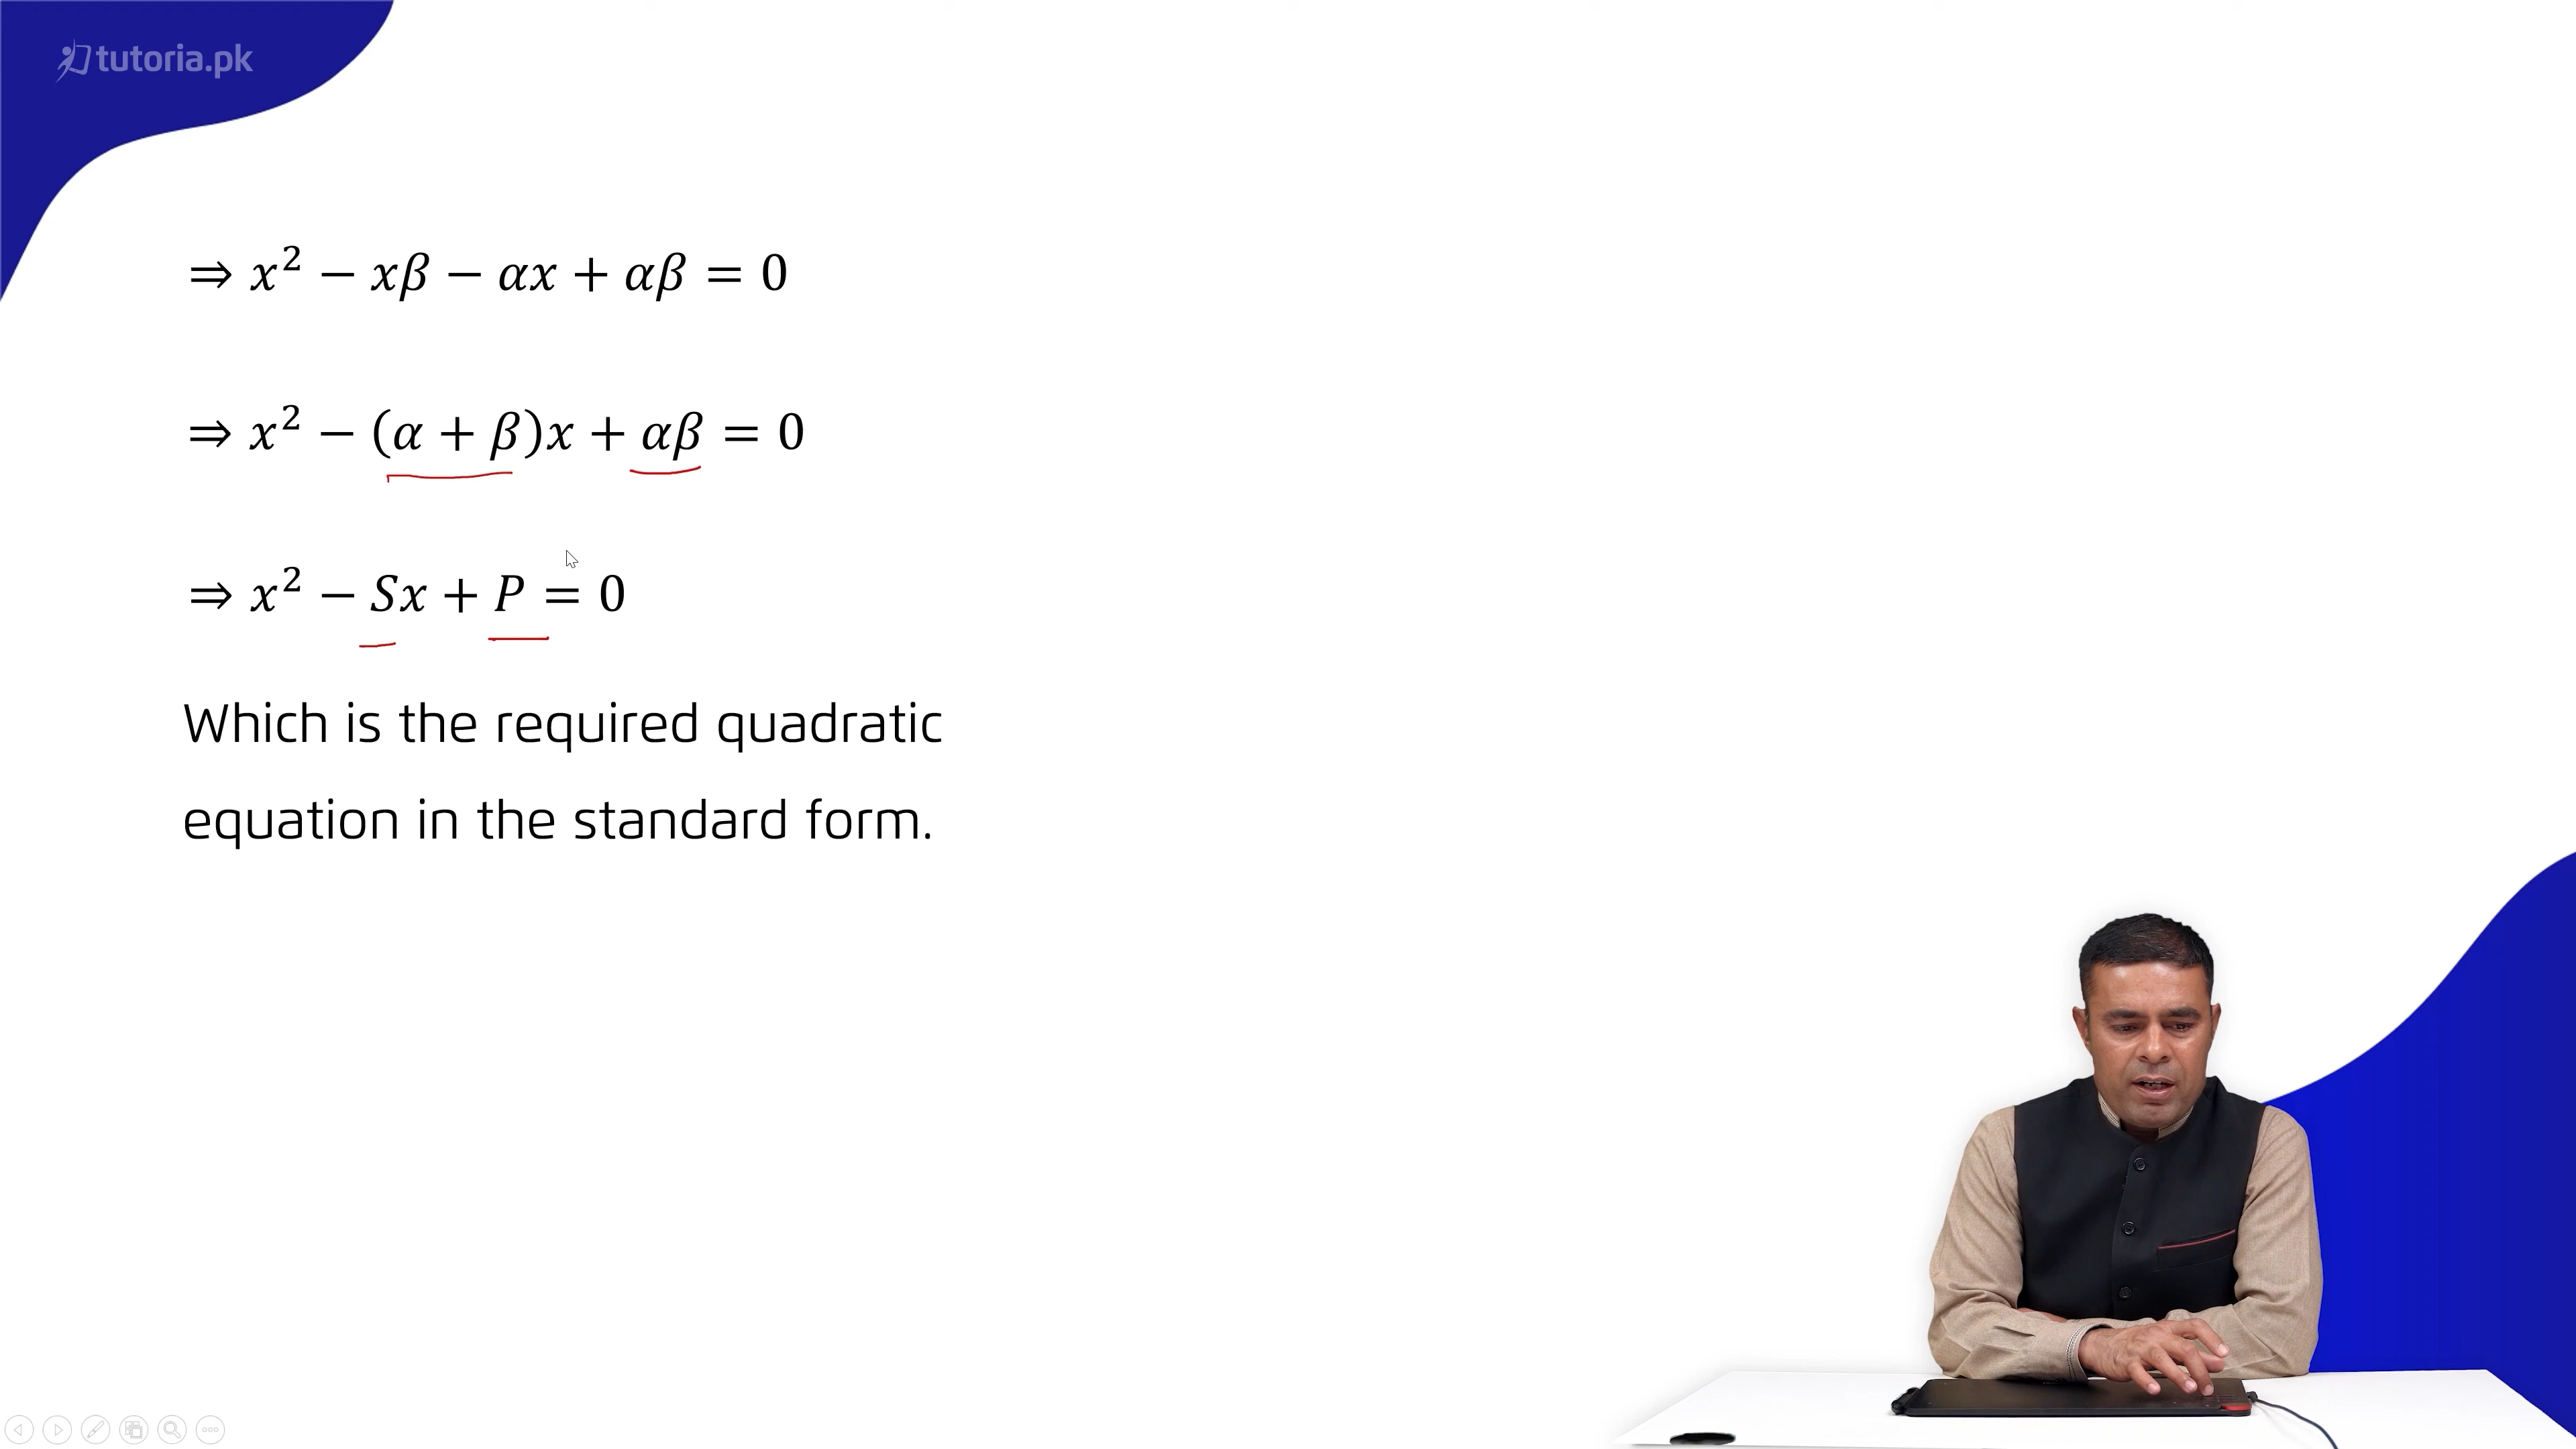 tutoria.pk
⇒ x² − xβ − αx + αβ = 0
⇒ x² − (α + β)x + αβ = 0
⇒ x² − Sx + P = 0
Which is the required quadratic
equation in the standard form.